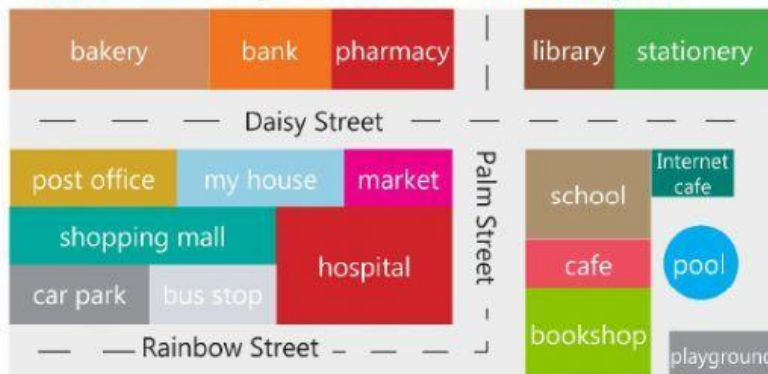 bakery
bank
pharmacy
library
stationery
Daisy Street
post office
my house
market
Palm Street
school
Internet
cafe
shopping mall
hospital
cafe
pool
car park
bus stop
bookshop
Rainbow Street
playground